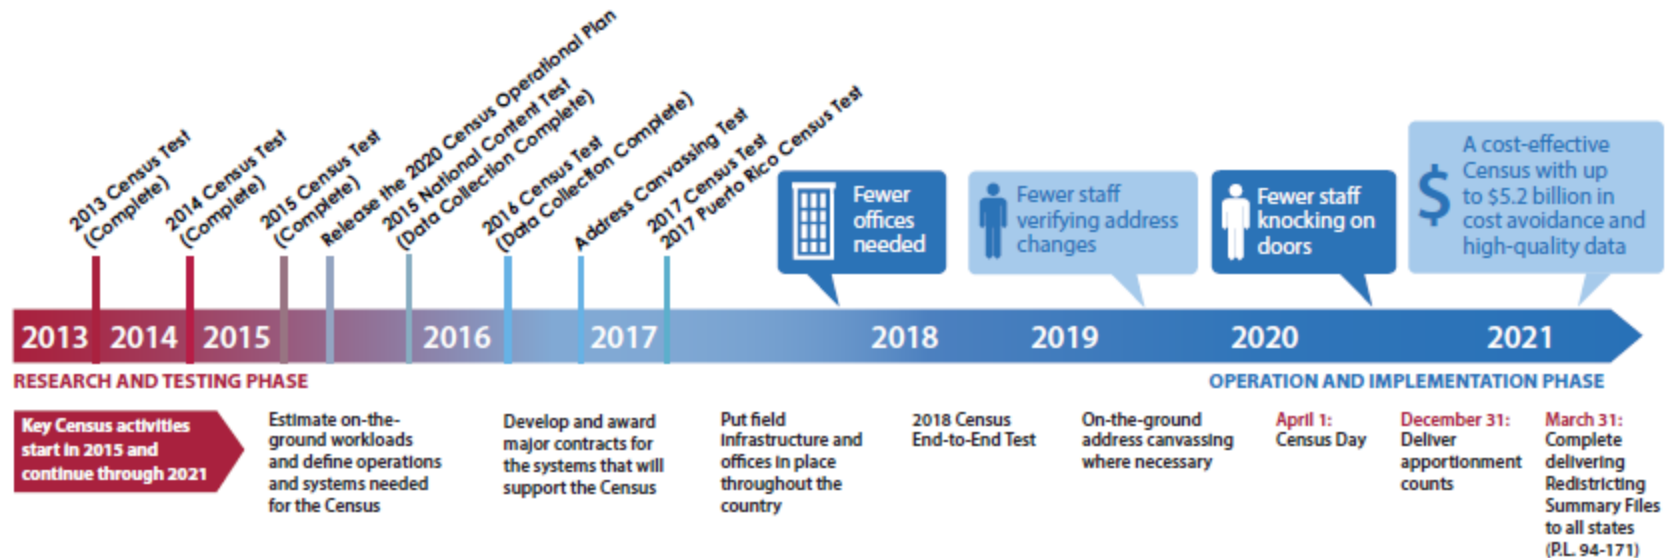 2013 Census Test
(Complete)
2014 Census Test
(Complete)
2015 Census Test
(Complete)
Release the 2020 Census Operational Plan
2015 National Content Test
(Data Collection Complete)
2016 Census Test
(Data Collection Complete)
Address Canvassing Test
2017 Census Test
2017 Puerto Rico Census Test
Fewer
offices
needed
Fewer staff
verifying address
changes
Fewer staff
knocking on
doors
$
A cost-effective
Census with up
to $5.2 billion in
cost avoidance and
high-quality data
2013 2014 2015 2016 2017 2018 2019 2020 2021
RESEARCH AND TESTING PHASE
OPERATION AND IMPLEMENTATION PHASE
Key Census activities
start in 2015 and
continue through 2021
Estimate on-the-
ground workloads
and define operations
and systems needed
for the Census
Develop and award
major contracts for
the systems that will
support the Census
Put field
infrastructure and
offices in place
throughout the
country
2018 Census
End-to-End Test
On-the-ground
address canvassing
where necessary
April 1:
Census Day
December 31:
Deliver
apportionment
counts
March 31:
Complete
delivering
Redistricting
Summary Files
to all states
(P.L. 94-171)